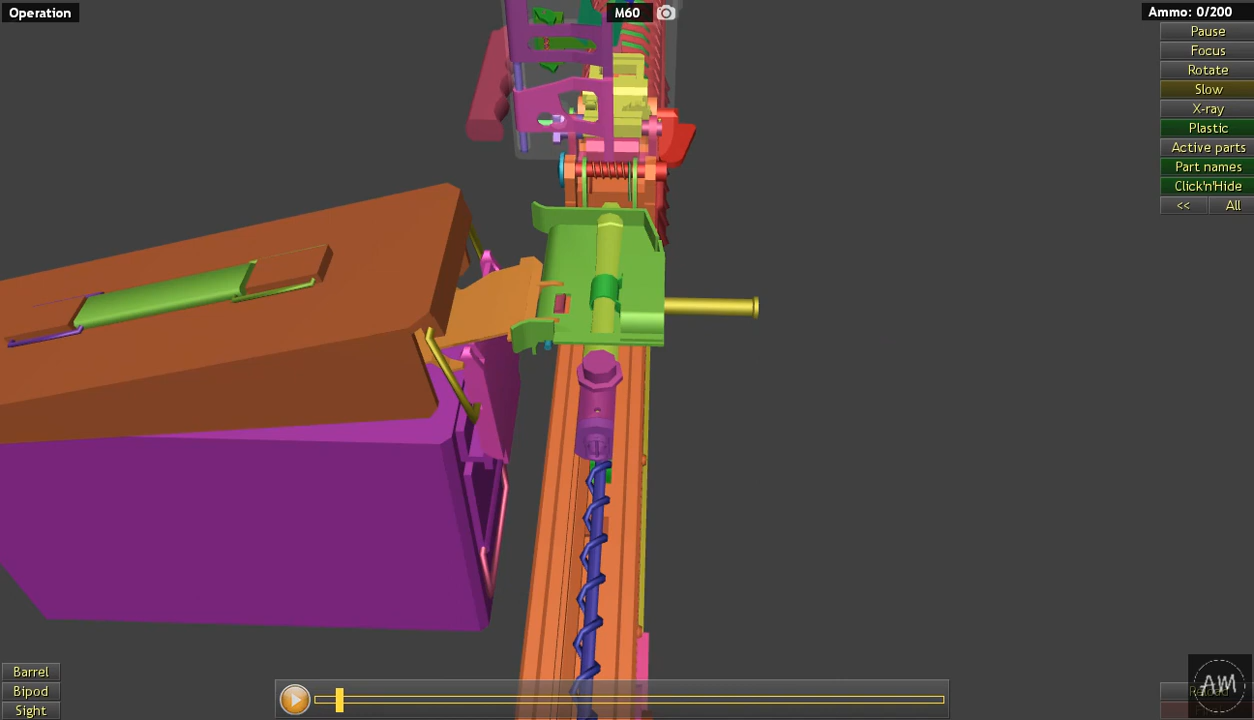 Operation
M60
Ammo: 0/200
Pause
Focus
Rotate
Slow
X-ray
Plastic
Active parts
Part names
Click'n'Hide
<< All
Barrel
Bipod
Sight
AW